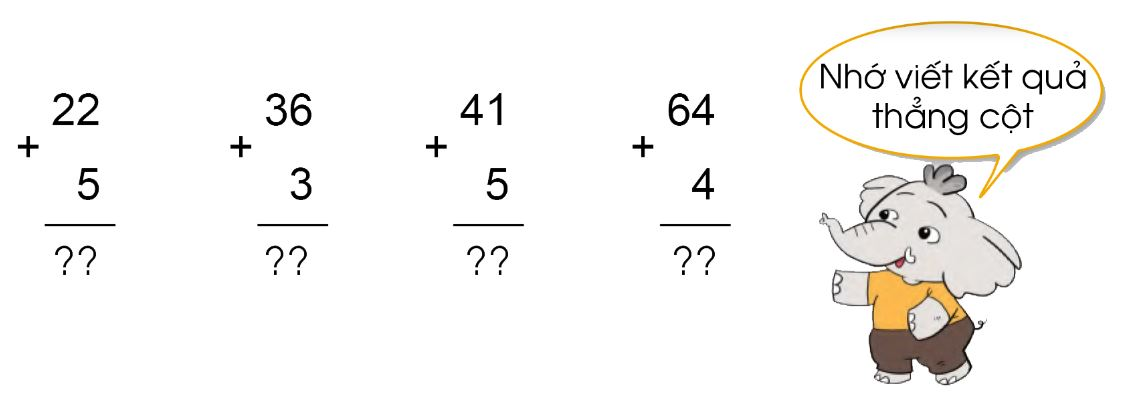 22 36 41 64
+ + + +
5 3 5 4
?? ?? ?? ??
Nhớ viết kết quả
thẳng cột